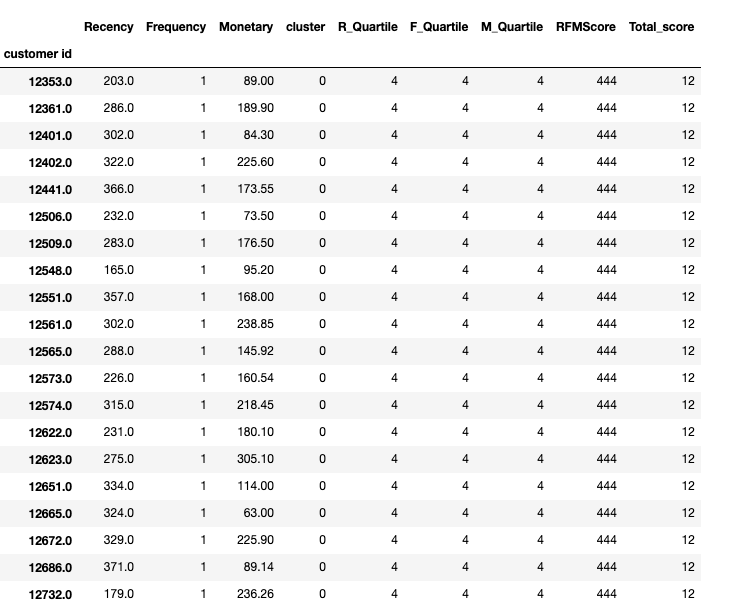 Recency Frequency Monetary cluster R_Quartile F_Quartile M_Quartile RFMScore Total_score
customer id
12353.0 203.0 1 89.00 0 4 4 4 444 12
12361.0 286.0 1 189.90 0 4 4 4 444 12
12401.0 302.0 1 84.30 0 4 4 4 444 12
12402.0 322.0 1 225.60 0 4 4 4 444 12
12441.0 366.0 1 173.55 0 4 4 4 444 12
12506.0 232.0 1 73.50 0 4 4 4 444 12
12509.0 283.0 1 176.50 0 4 4 4 444 12
12548.0 165.0 1 95.20 0 4 4 4 444 12
12551.0 357.0 1 168.00 0 4 4 4 444 12
12561.0 302.0 1 238.85 0 4 4 4 444 12
12565.0 288.0 1 145.92 0 4 4 4 444 12
12573.0 226.0 1 160.54 0 4 4 4 444 12
12574.0 315.0 1 218.45 0 4 4 4 444 12
12622.0 231.0 1 180.10 0 4 4 4 444 12
12623.0 275.0 1 305.10 0 4 4 4 444 12
12651.0 334.0 1 114.00 0 4 4 4 444 12
12665.0 324.0 1 63.00 0 4 4 4 444 12
12672.0 329.0 1 225.90 0 4 4 4 444 12
12686.0 371.0 1 89.14 0 4 4 4 444 12
12732.0 179.0 1 236.26 0 4 4 4 444 12